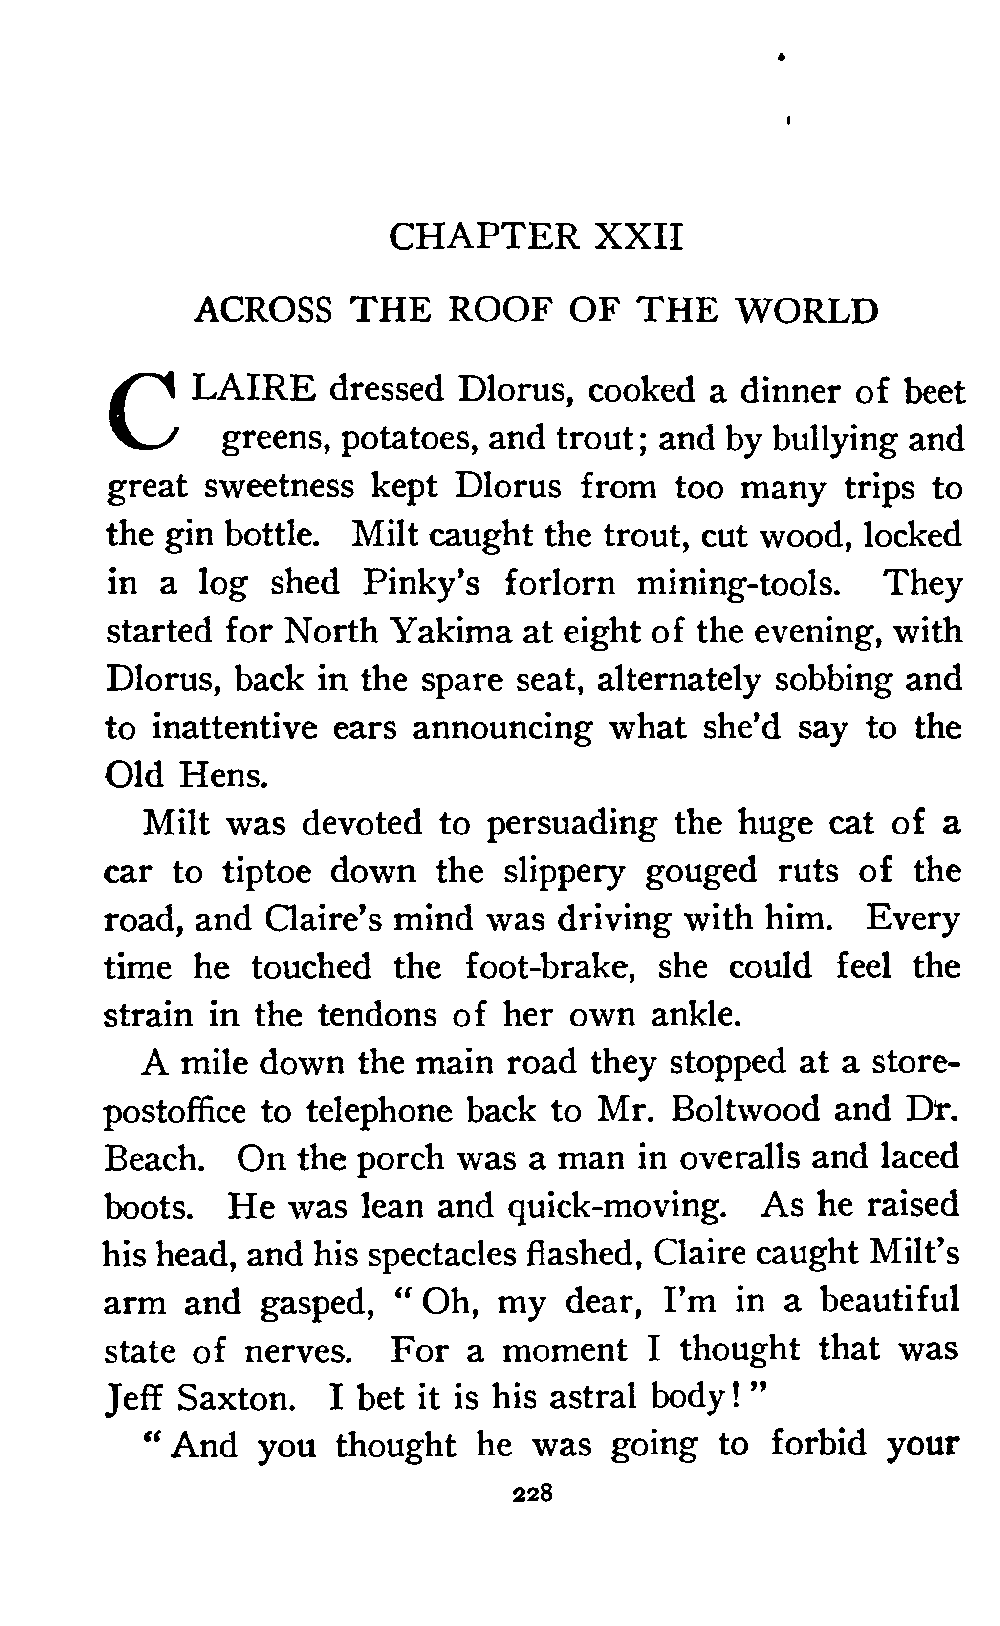 CHAPTER XXII
ACROSS THE ROOF OF THE WORLD
CLAIRE dressed Dlorus, cooked a dinner of beet
greens, potatoes, and trout; and by bullying and
great sweetness kept Dlorus from too many trips to
the gin bottle. Milt caught the trout, cut wood, locked
in a log shed Pinky's forlorn mining-tools. They
started for North Yakima at eight of the evening, with
Dlorus, back in the spare seat, alternately sobbing and
to inattentive ears announcing what she'd say to the
Old Hens.
Milt was devoted to persuading the huge cat of a
car to tiptoe down the slippery gouged ruts of the
road, and Claire's mind was driving with him. Every
time he touched the foot-brake, she could feel the
strain in the tendons of her own ankle.
A mile down the main road they stopped at a store-
postoffice to telephone back to Mr. Boltwood and Dr.
Beach. On the porch was a man in overalls and laced
boots. He was lean and quick-moving. As he raised
his head, and his spectacles flashed, Claire caught Milt's
arm and gasped, " Oh, my dear, I'm in a beautiful
state of nerves. For a moment I thought that was
Jeff Saxton. I bet it is his astral body! "
" And you thought he was going to forbid your
228